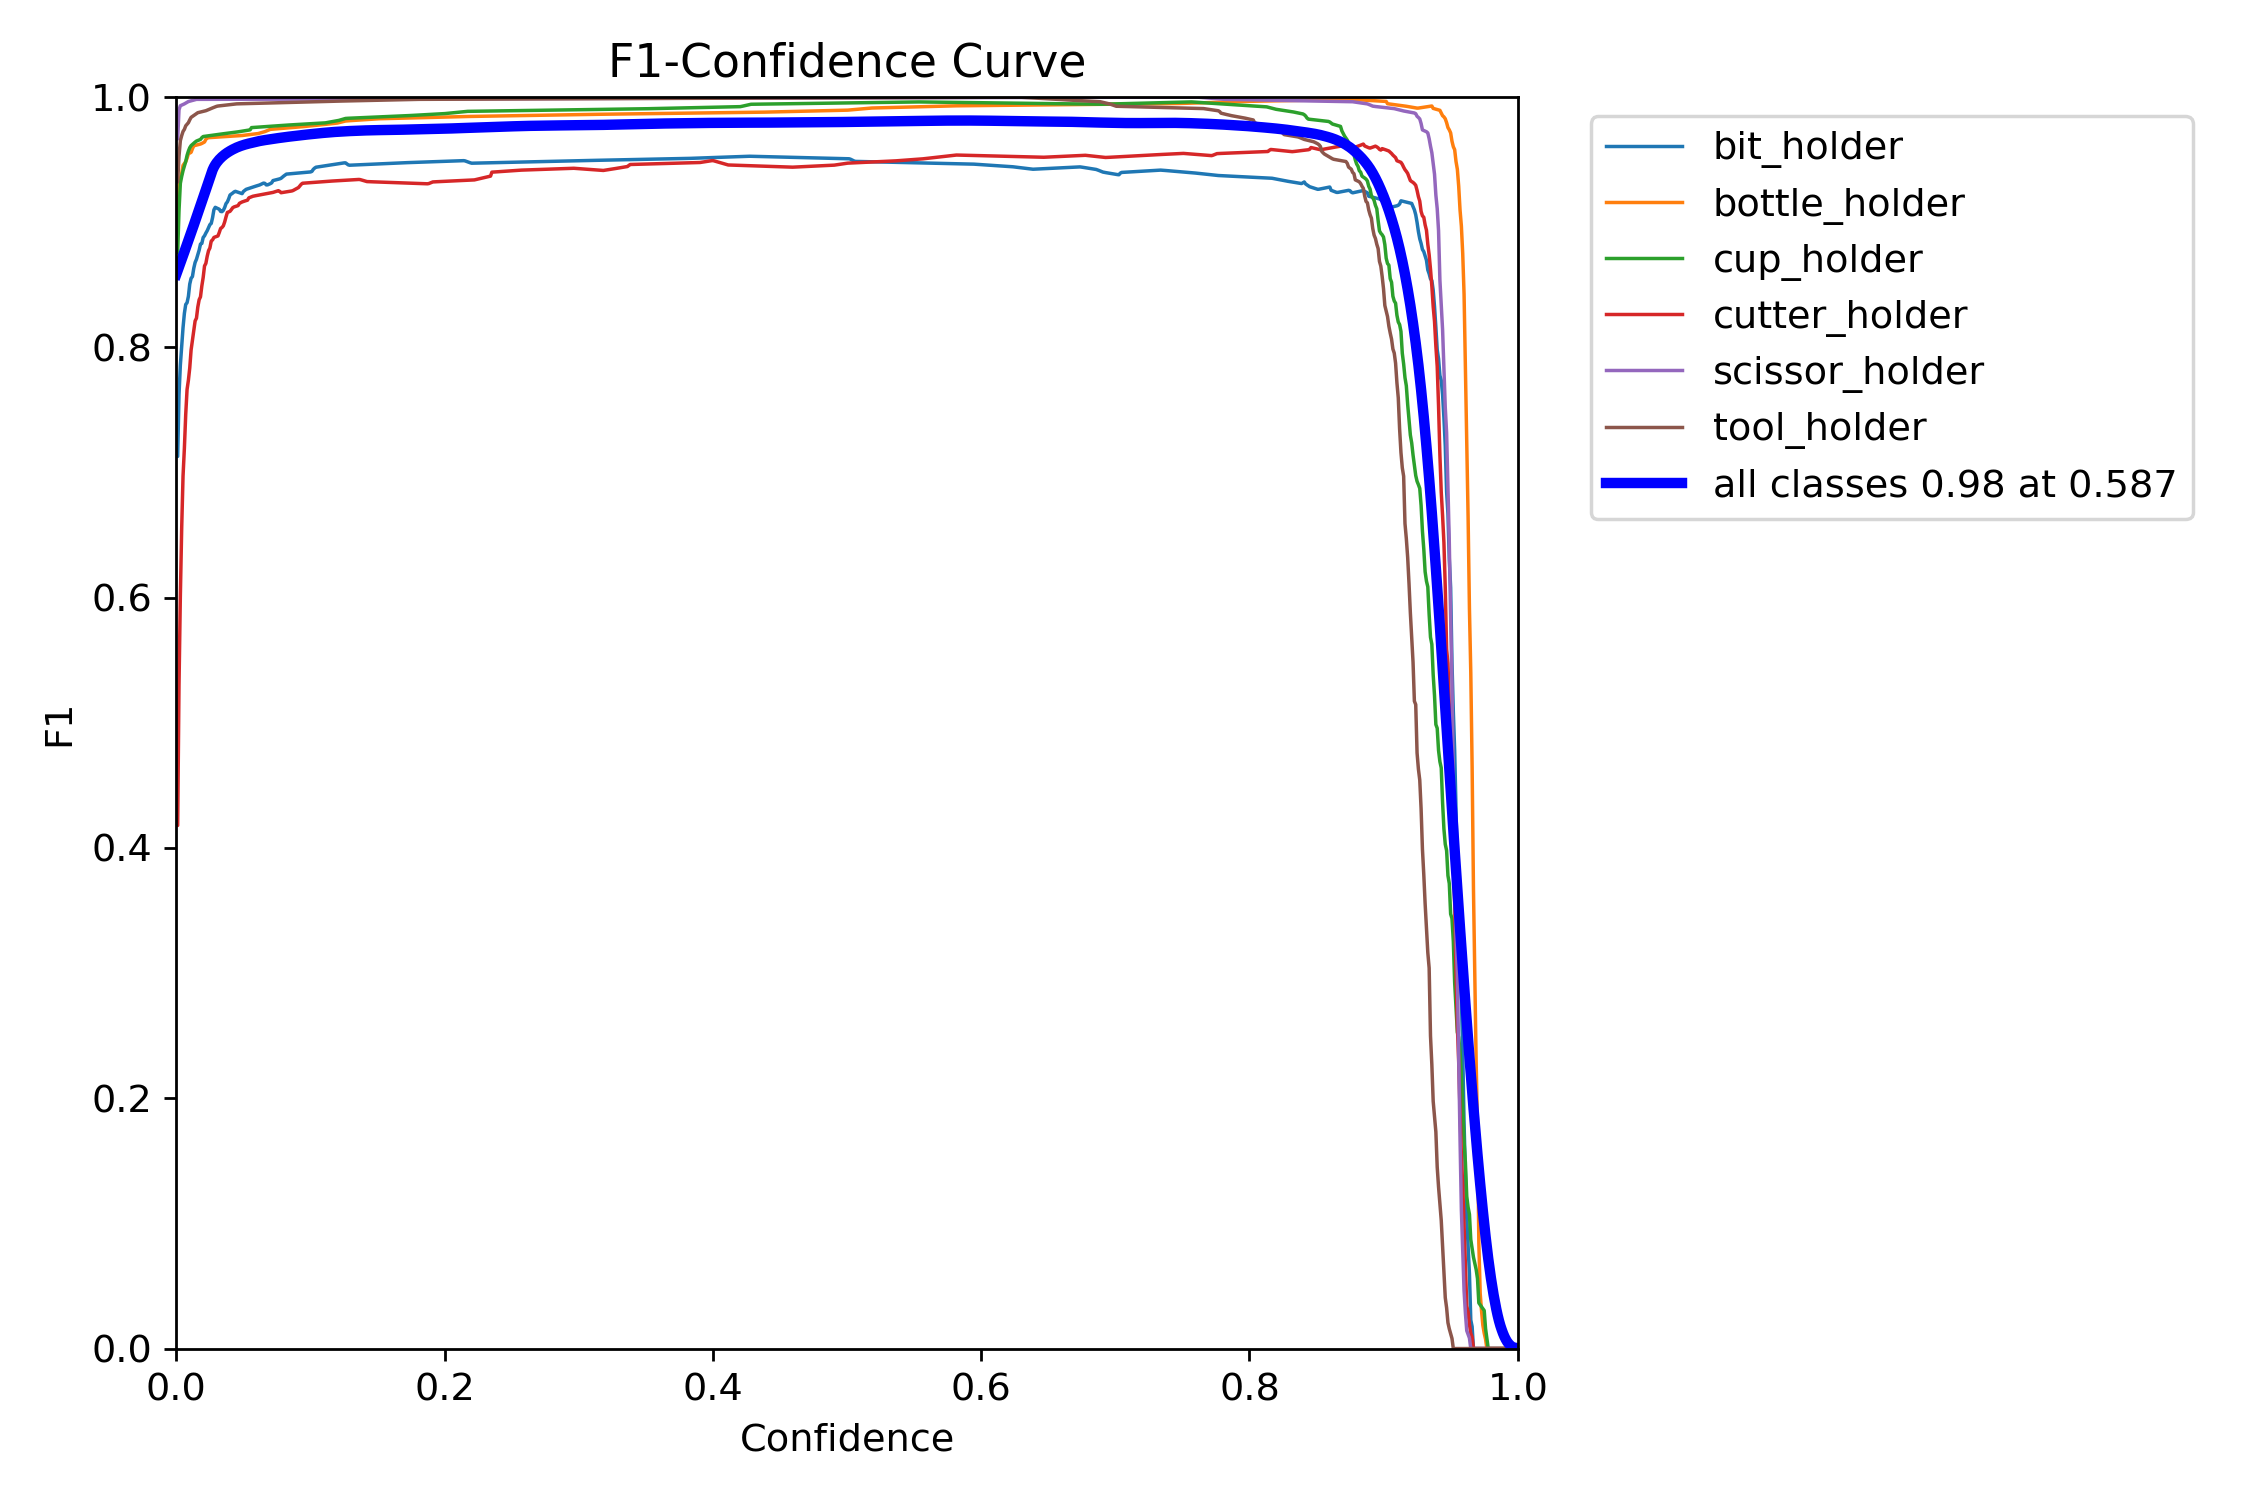 F1-Confidence Curve
1.0
0.8
0.6
0.4
0.2
0.0
F1
0.0 0.2 0.4 0.6 0.8 1.0
Confidence
bit_holder
bottle_holder
cup_holder
cutter_holder
scissor_holder
tool_holder
all classes 0.98 at 0.587